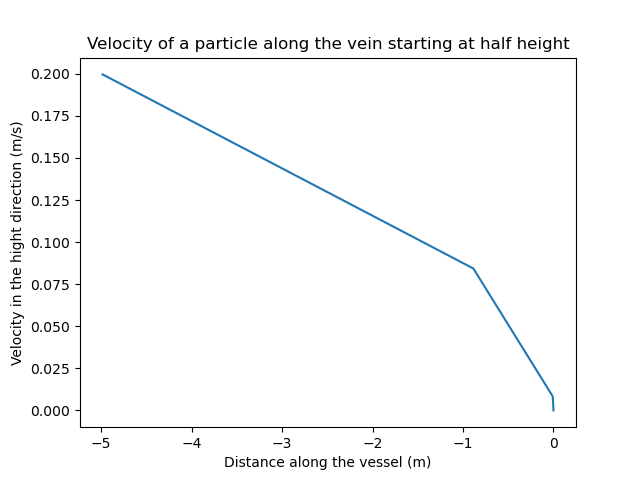 Velocity of a particle along the vein starting at half height
0.200
0.175
0.150
0.125
0.100
0.075
0.050
0.025
0.000
Velocity in the hight direction (m/s)
−5 −4 −3 −2 −1 0
Distance along the vessel (m)